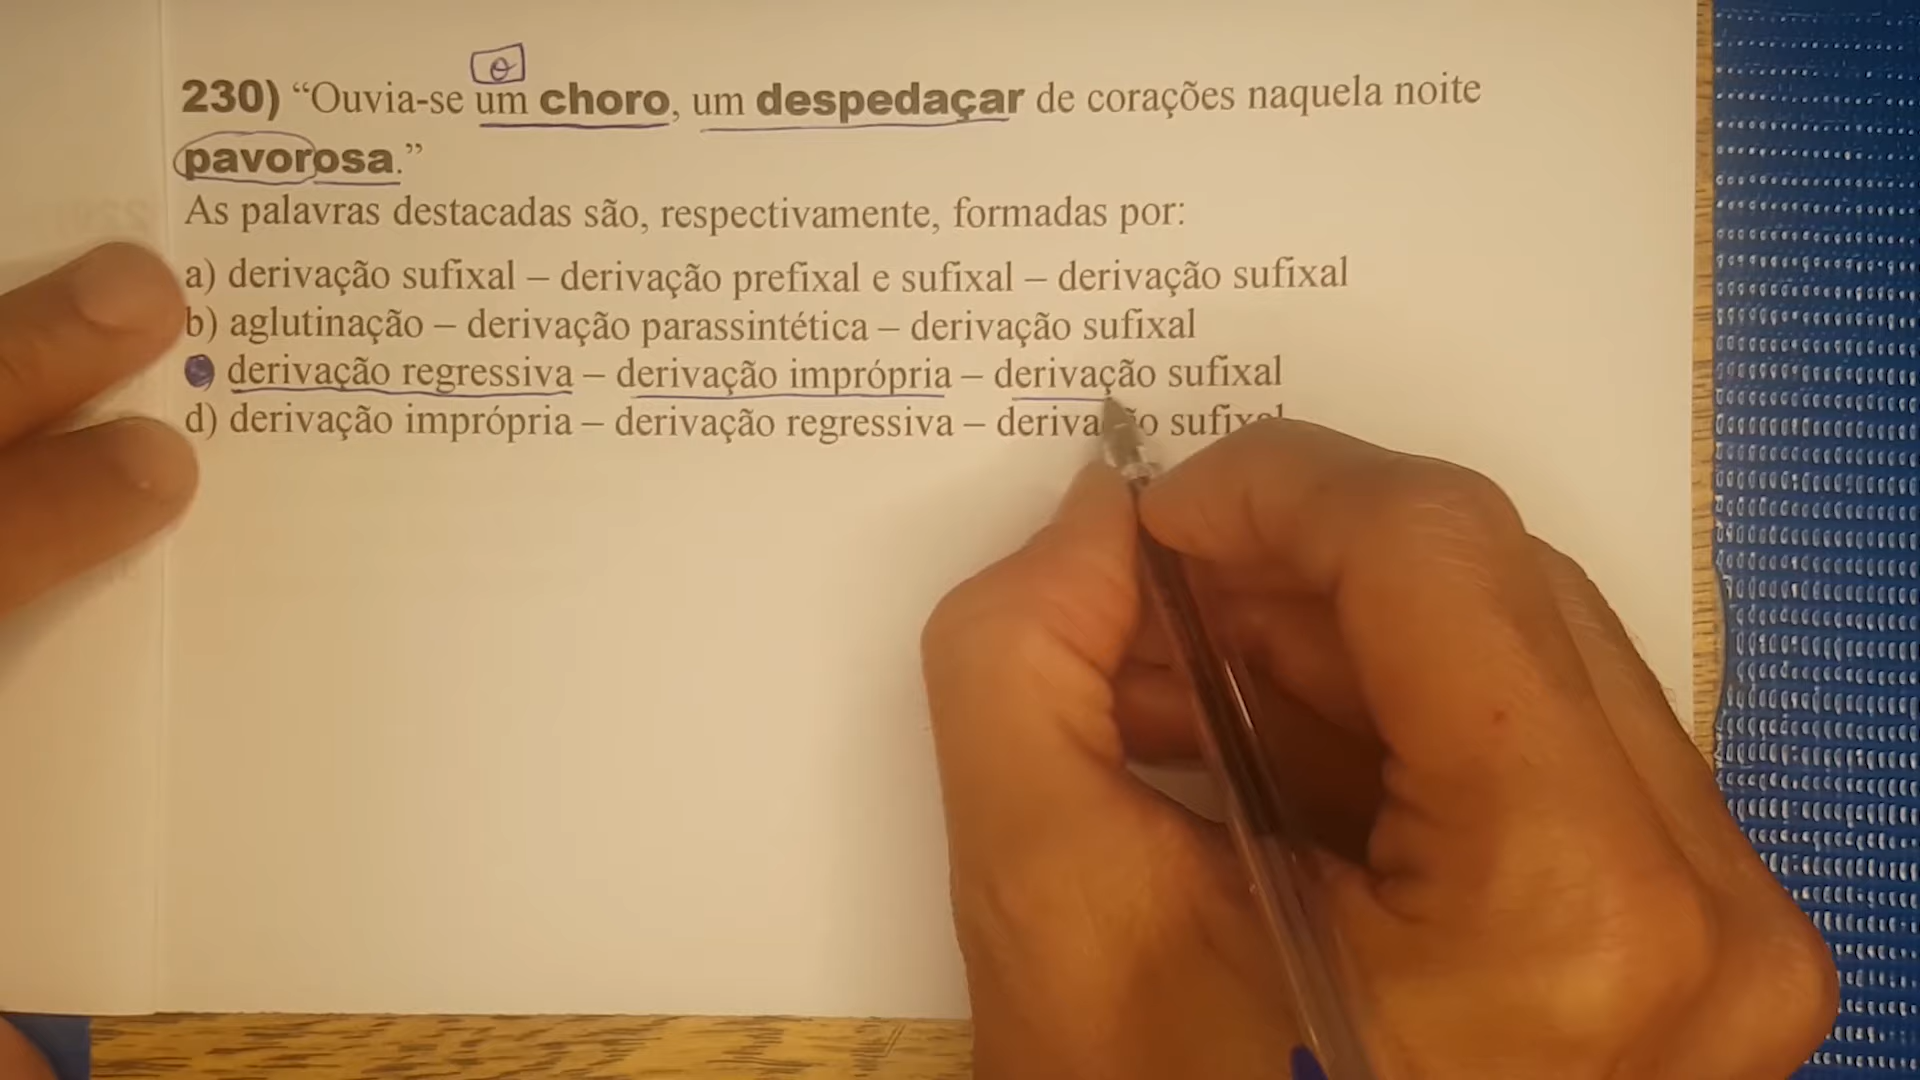 o
230) “Ouvia-se um choro, um despedaçar de corações naquela noite
pavorosa.”
As palavras destacadas são, respectivamente, formadas por:
a) derivação sufixal – derivação prefixal e sufixal – derivação sufixal
b) aglutinação – derivação parassintética – derivação sufixal
derivação regressiva – derivação imprópria – derivação sufixal
d) derivação imprópria – derivação regressiva – derivação sufixal